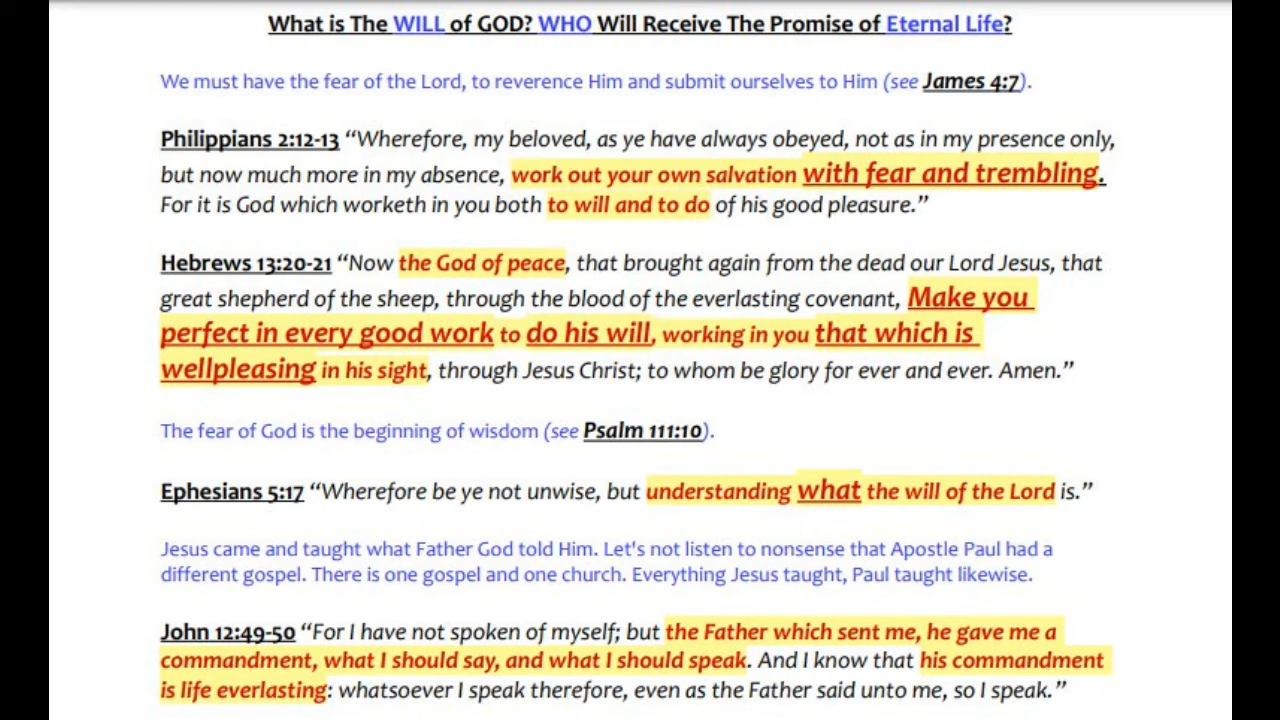 What is The WILL of GOD? WHO Will Receive The Promise of Eternal Life?
We must have the fear of the Lord, to reverence Him and submit ourselves to Him (see James 4:7).
Philippians 2:12-13 “Wherefore, my beloved, as ye have always obeyed, not as in my presence only,
but now much more in my absence, work out your own salvation with fear and trembling.
For it is God which worketh in you both to will and to do of his good pleasure.”
Hebrews 13:20-21 “Now the God of peace, that brought again from the dead our Lord Jesus, that
great shepherd of the sheep, through the blood of the everlasting covenant, Make you
perfect in every good work to do his will, working in you that which is
wellpleasing in his sight, through Jesus Christ; to whom be glory for ever and ever. Amen.”
The fear of God is the beginning of wisdom (see Psalm 111:10).
Ephesians 5:17 “Wherefore be ye not unwise, but understanding what the will of the Lord is.”
Jesus came and taught what Father God told Him. Let's not listen to nonsense that Apostle Paul had a
different gospel. There is one gospel and one church. Everything Jesus taught, Paul taught likewise.
John 12:49-50 “For I have not spoken of myself; but the Father which sent me, he gave me a
commandment, what I should say, and what I should speak. And I know that his commandment
is life everlasting: whatsoever I speak therefore, even as the Father said unto me, so I speak.”